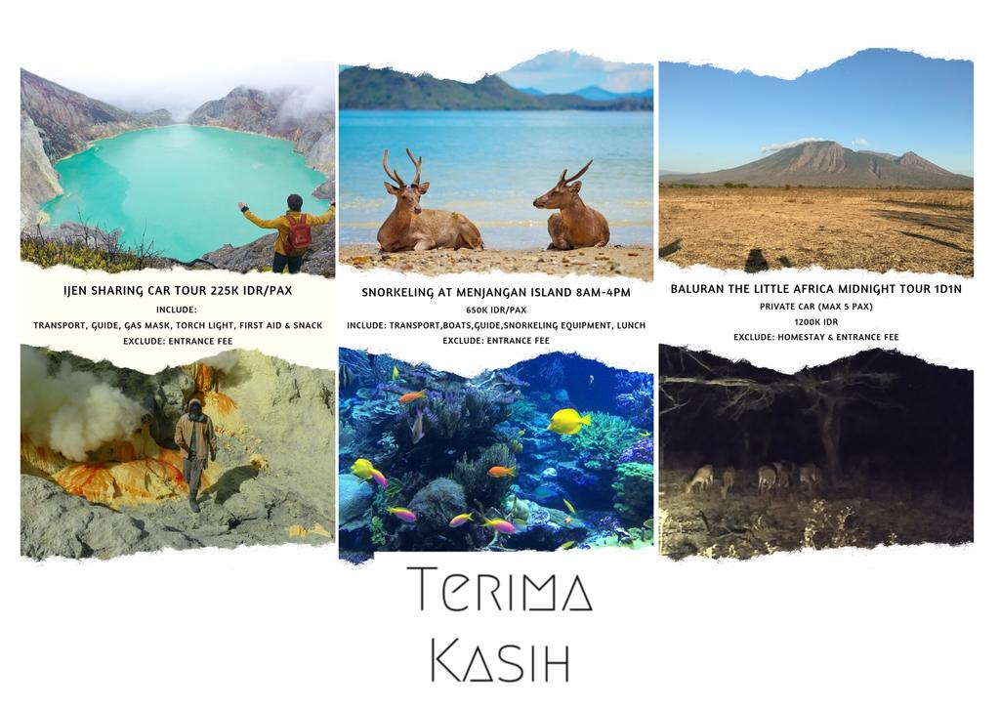 IJEN SHARING CAR TOUR 225K IDR/PAX
INCLUDE:
TRANSPORT, GUIDE, GAS MASK, TORCH LIGHT, FIRST AID & SNACK
EXCLUDE: ENTRANCE FEE
SNORKELING AT MENJANGAN ISLAND 8AM-4PM
650K IDR/PAX
INCLUDE: TRANSPORT,BOATS,GUIDE,SNORKELING EQUIPMENT, LUNCH
EXCLUDE: ENTRANCE FEE
BALURAN THE LITTLE AFRICA MIDNIGHT TOUR 1D1N
PRIVATE CAR (MAX 5 PAX)
1200K IDR
EXCLUDE: HOMESTAY & ENTRANCE FEE
TERIMA
KASIH